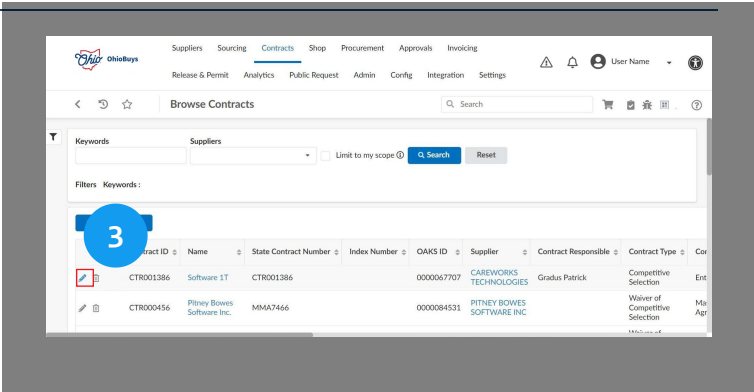 Suppliers Sourcing Contracts Shop Procurement Approvals Invoicing
Ohio OhioBuys
User Name
Release & Permit Analytics Public Request Admin Config Integration Settings
Browse Contracts
Search
Keywords Suppliers
Limit to my scope Search Reset
Filters Keywords :
3
ID Name State Contract Number Index Number OAKS ID Supplier Contract Responsible Contract Type
CTR001386 Software 1T CTR001386 0000067707 CAREWORKS TECHNOLOGIES Gradus Patrick Competitive Selection Ent
CTR000456 Pitney Bowes Software Inc. MMA7466 0000084531 PITNEY BOWES SOFTWARE INC Waiver of Competitive Selection Agr